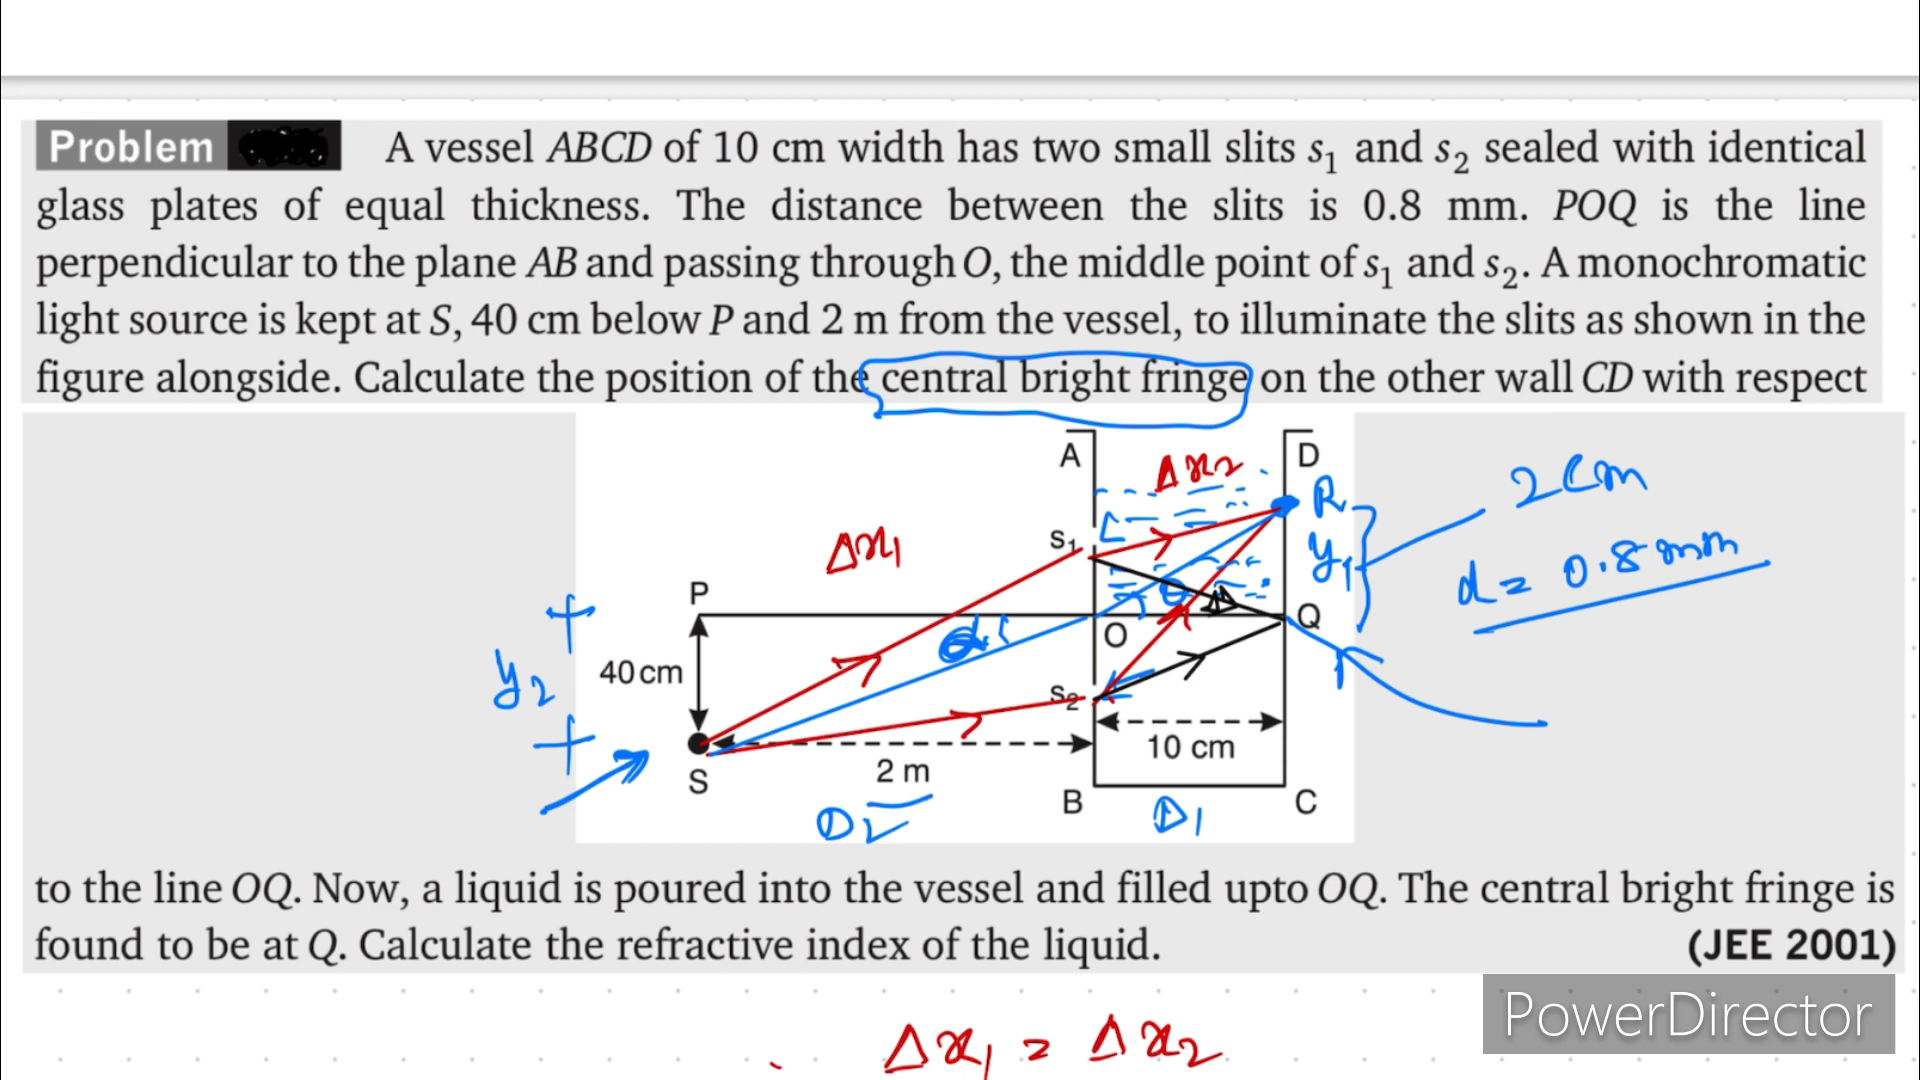 Problem A vessel ABCD of 10 cm width has two small slits s₁ and s₂ sealed with identical
glass plates of equal thickness. The distance between the slits is 0.8 mm. POQ is the line
perpendicular to the plane AB and passing through O, the middle point of s₁ and s₂. A monochromatic
light source is kept at S, 40 cm below P and 2 m from the vessel, to illuminate the slits as shown in the
figure alongside. Calculate the position of the central bright fringe on the other wall CD with respect
A
Δx₂
D
R
2 cm
Δx₁
S₁
y₁
d = 0.8 mm
P
θ
Q
y₂
40 cm
O
S₂
10 cm
S
2 m
B
C
D₂
D₁
to the line OQ. Now, a liquid is poured into the vessel and filled upto OQ. The central bright fringe is
found to be at Q. Calculate the refractive index of the liquid. (JEE 2001)
PowerDirector
Δx₁ = Δx₂